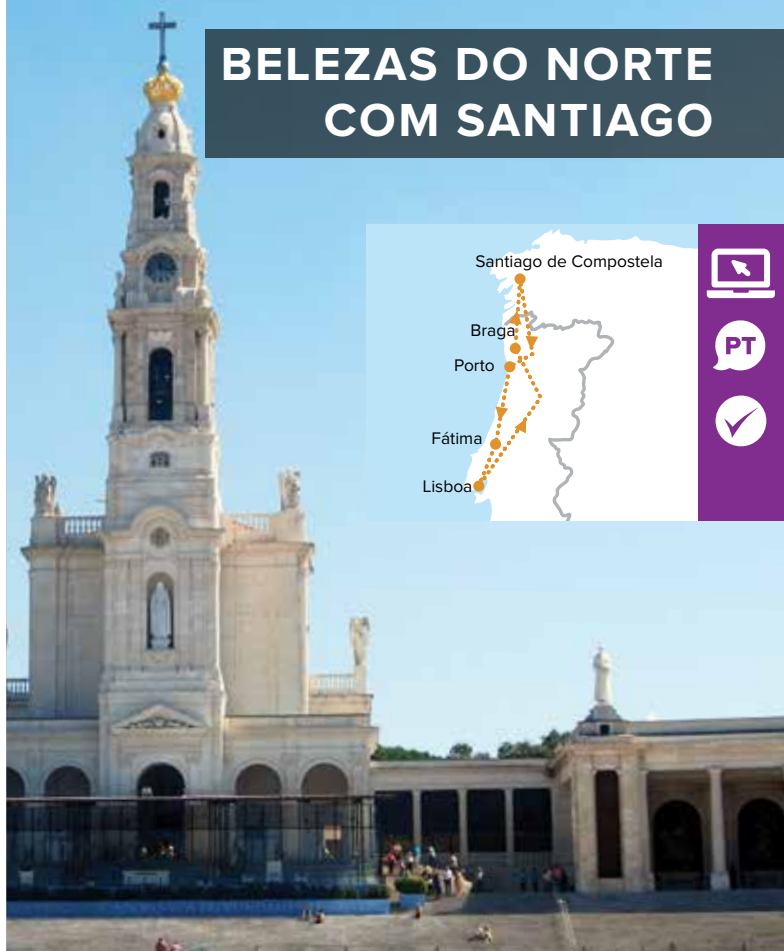 BELEZAS DO NORTE
COM SANTIAGO
Santiago de Compostela
Braga
Porto
Fátima
Lisboa
PT